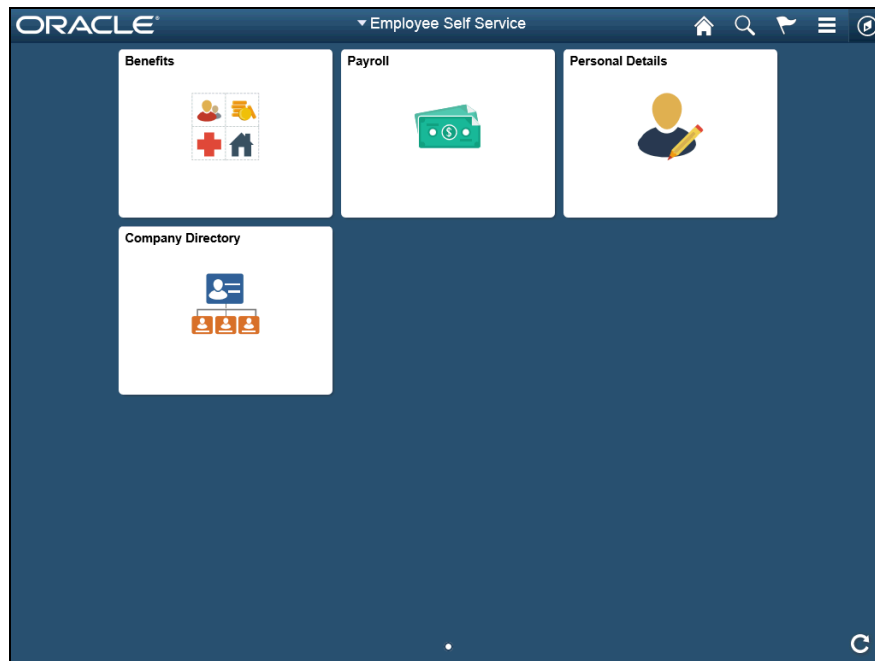 ORACLE®
Employee Self Service
Benefits
Payroll
Personal Details
$
Company Directory